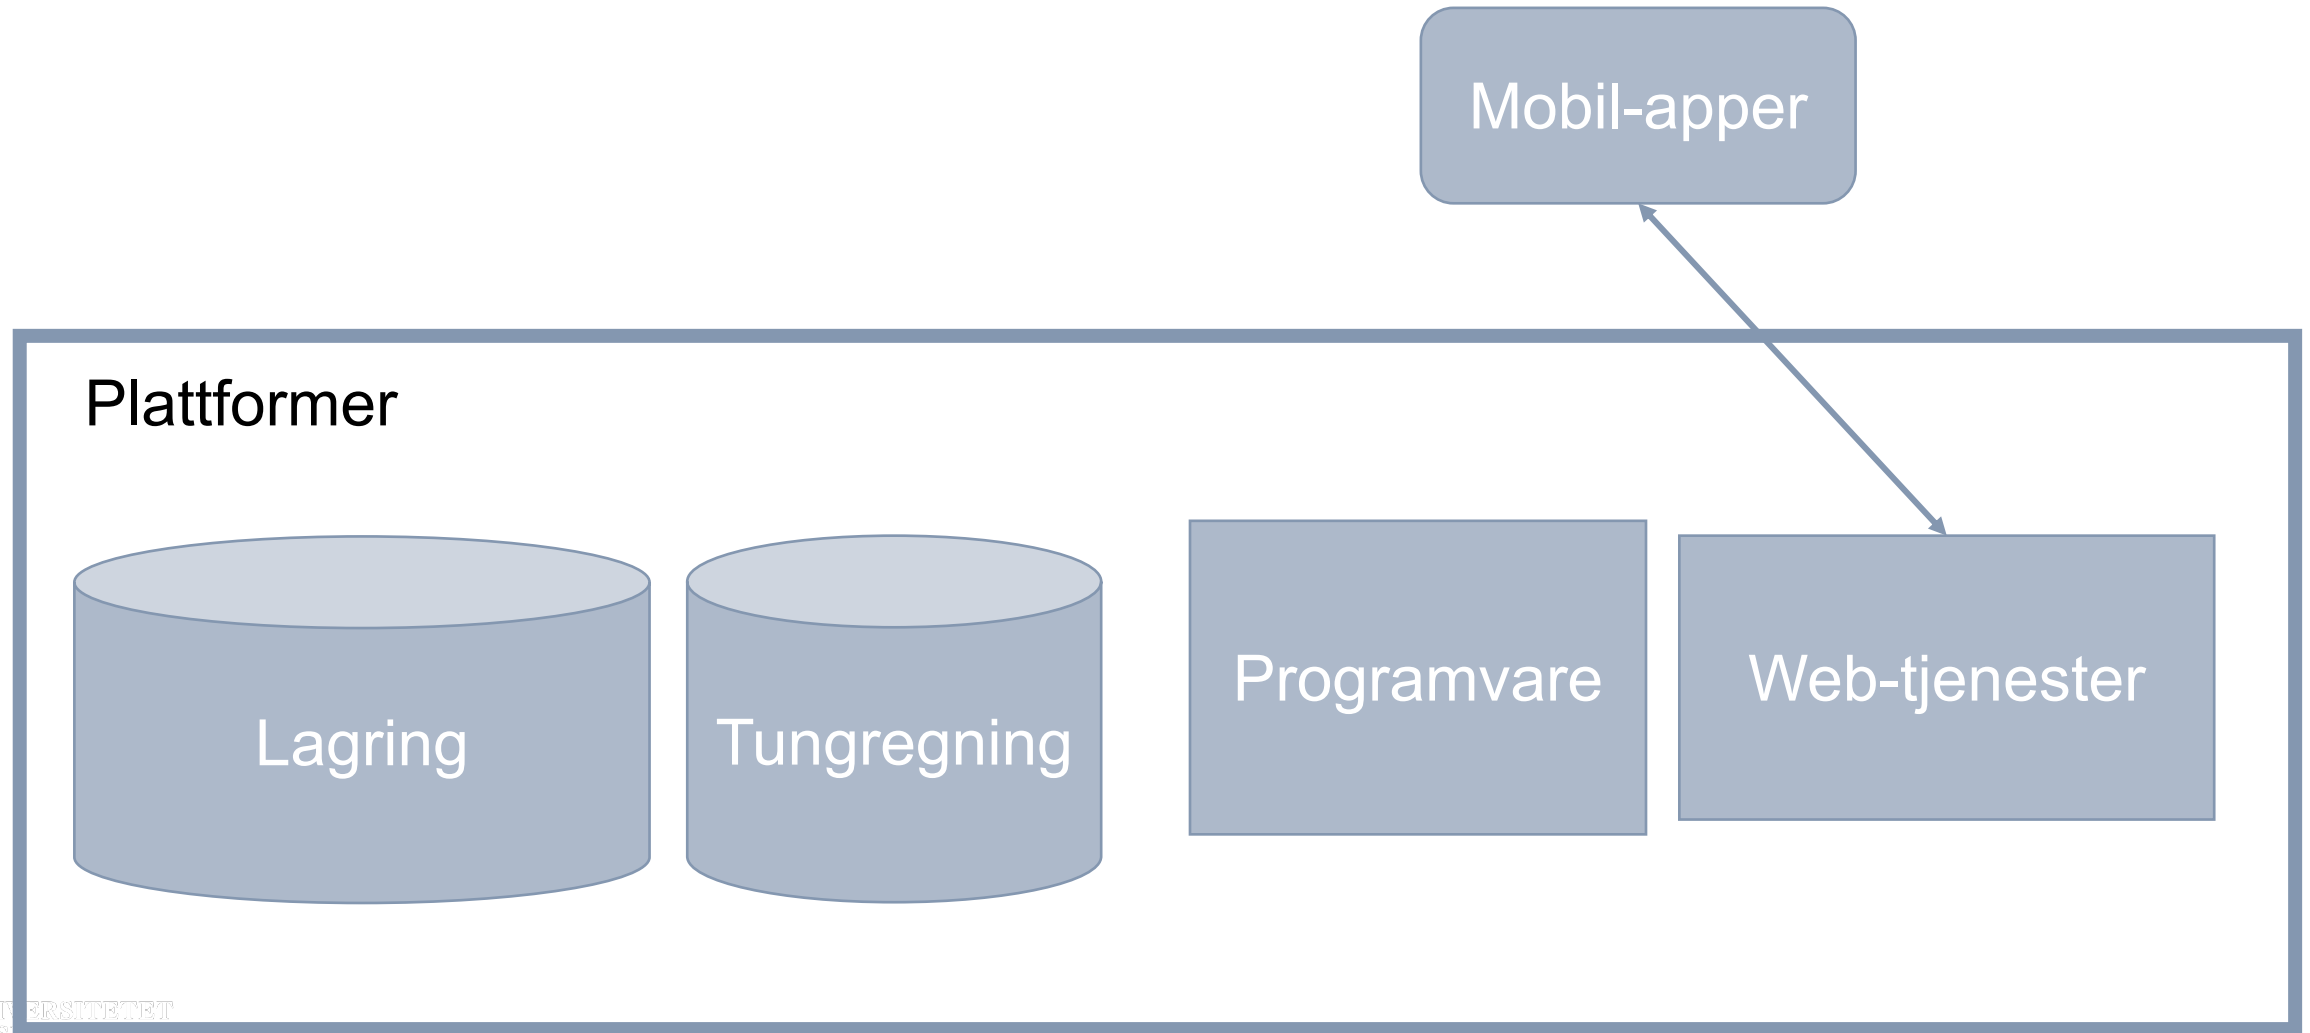 Mobil-apper
Plattformer
Lagring
Tungregning
Programvare
Web-tjenester